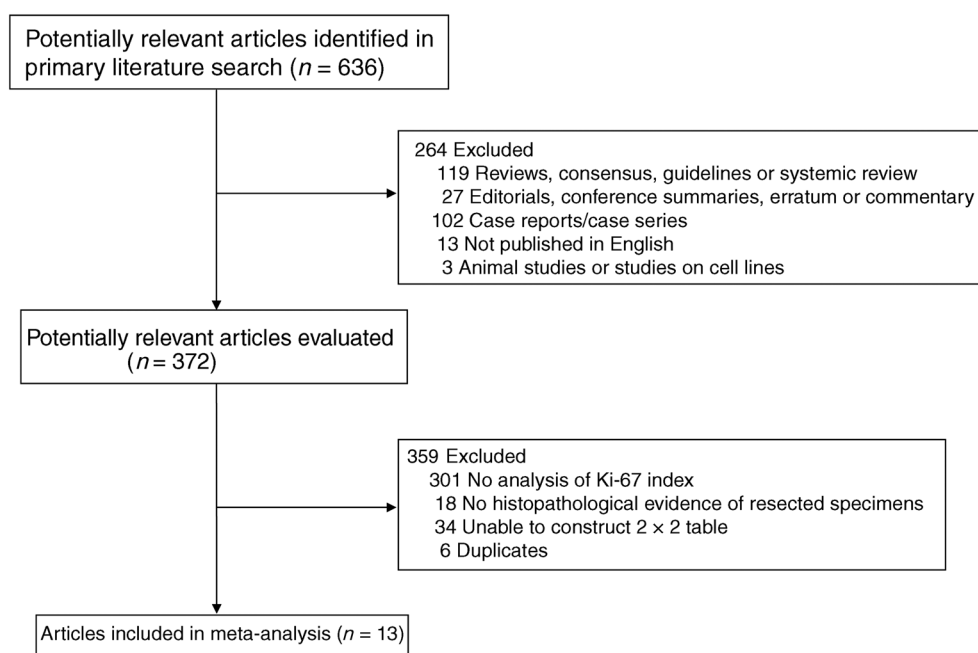 Potentially relevant articles identified in
primary literature search (n = 636)
264 Excluded
119 Reviews, consensus, guidelines or systemic review
27 Editorials, conference summaries, erratum or commentary
102 Case reports/case series
13 Not published in English
3 Animal studies or studies on cell lines
Potentially relevant articles evaluated
(n = 372)
359 Excluded
301 No analysis of Ki-67 index
18 No histopathological evidence of resected specimens
34 Unable to construct 2 × 2 table
6 Duplicates
Articles included in meta-analysis (n = 13)